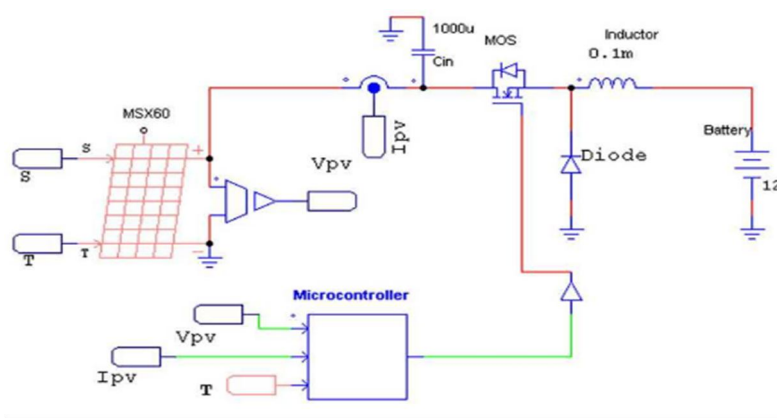 1000u
Cin
MOS
Inductor
0.1m
MSX60
S
S
+
Ipv
Vpv
Diode
Battery
12
T
T
-
Microcontroller
Vpv
Ipv
T